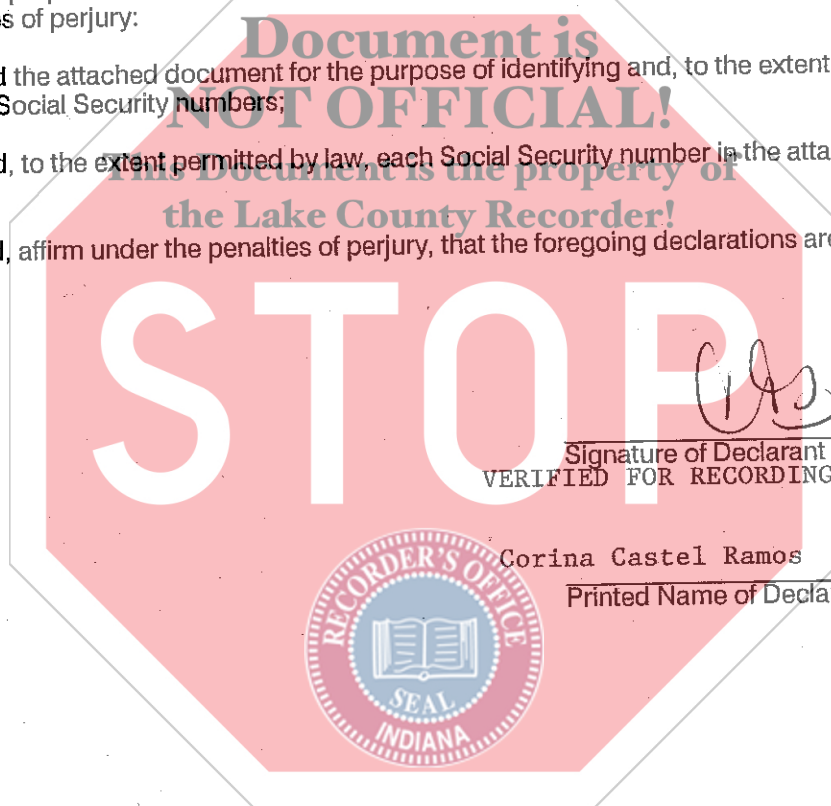 s of perjury:
Document is
d the attached document for the purpose of identifying and, to the extent
NOT OFFICIAL!
Social Security numbers;
d, to the extent permitted by law, each Social Security number in the atta
This Document is the property of
the Lake County Recorder!
I, affirm under the penalties of perjury, that the foregoing declarations are
STOP
Signature of Declarant
VERIFIED FOR RECORDING
Corina Castel Ramos
Printed Name of Decla
RECORDER'S OFFICE
SEAL
INDIANA